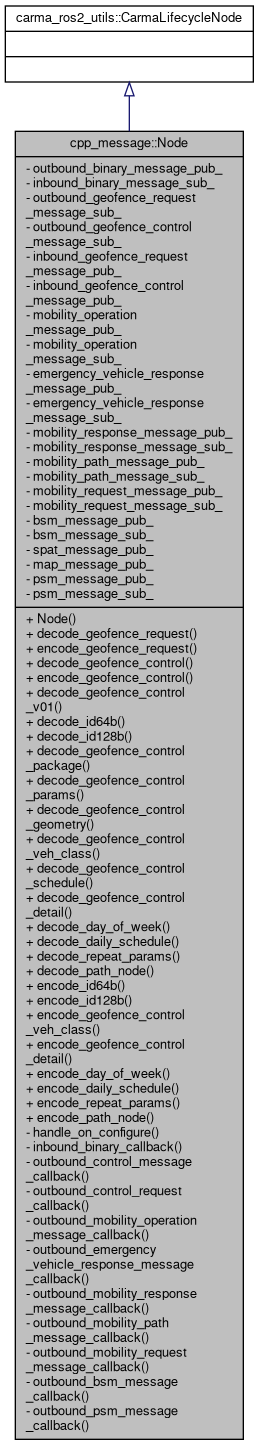 carma_ros2_utils::CarmaLifecycleNode
cpp_message::Node
- outbound_binary_message_pub_
- inbound_binary_message_sub_
- outbound_geofence_request
_message_sub_
- outbound_geofence_control
_message_sub_
- inbound_geofence_request
_message_pub_
- inbound_geofence_control
_message_pub_
- mobility_operation
_message_pub_
- mobility_operation
_message_sub_
- emergency_vehicle_response
_message_pub_
- emergency_vehicle_response
_message_sub_
- mobility_response_message_pub_
- mobility_response_message_sub_
- mobility_path_message_pub_
- mobility_path_message_sub_
- mobility_request_message_pub_
- mobility_request_message_sub_
- bsm_message_pub_
- bsm_message_sub_
- spat_message_pub_
- map_message_pub_
- psm_message_pub_
- psm_message_sub_
+ Node()
+ decode_geofence_request()
+ encode_geofence_request()
+ decode_geofence_control()
+ encode_geofence_control()
+ decode_geofence_control
_v01()
+ decode_id64b()
+ decode_id128b()
+ decode_geofence_control
_package()
+ decode_geofence_control
_params()
+ decode_geofence_control
_geometry()
+ decode_geofence_control
_veh_class()
+ decode_geofence_control
_schedule()
+ decode_geofence_control
_detail()
+ decode_day_of_week()
+ decode_daily_schedule()
+ decode_repeat_params()
+ decode_path_node()
+ encode_id64b()
+ encode_id128b()
+ encode_geofence_control
_veh_class()
+ encode_geofence_control
_detail()
+ encode_day_of_week()
+ encode_daily_schedule()
+ encode_repeat_params()
+ encode_path_node()
- handle_on_configure()
- inbound_binary_callback()
- outbound_control_message
_callback()
- outbound_control_request
_callback()
- outbound_mobility_operation
_message_callback()
- outbound_emergency
_vehicle_response_message
_callback()
- outbound_mobility_response
_message_callback()
- outbound_mobility_path
_message_callback()
- outbound_mobility_request
_message_callback()
- outbound_bsm_message
_callback()
- outbound_psm_message
_callback()